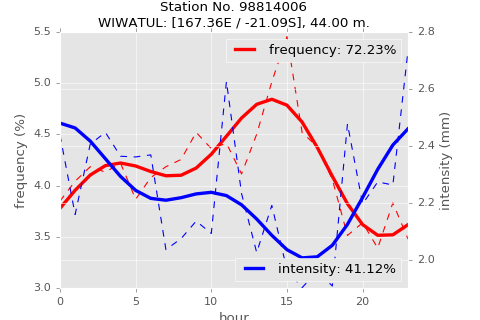 Station No. 98814006
WIWATUL: [167.36E / -21.09S], 44.00 m.
frequency: 72.23%
intensity: 41.12%
frequency (%)
5.5
5.0
4.5
4.0
3.5
3.0
intensity (mm)
2.8
2.6
2.4
2.2
2.0
0
5
10
15
20
hour